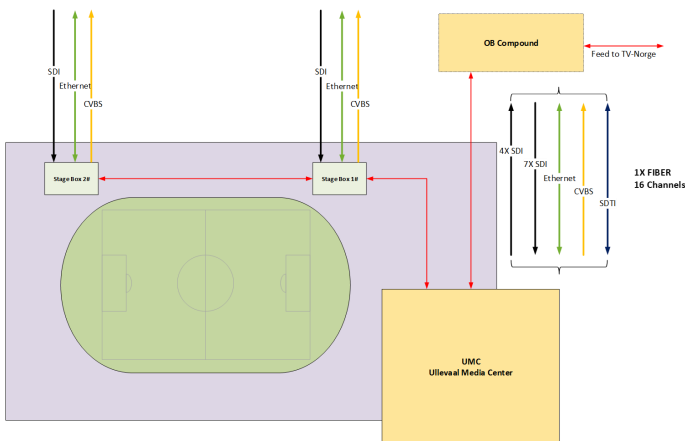 OB Compound
Feed to TV-Norge
SDI
Ethernet
CVBS
SDI
Ethernet
CVBS
4X SDI
7X SDI
Ethernet
CVBS
SDTI
1X FIBER
16 Channels
Stage Box 2#
Stage Box 1#
UMC
Ullevaal Media Center